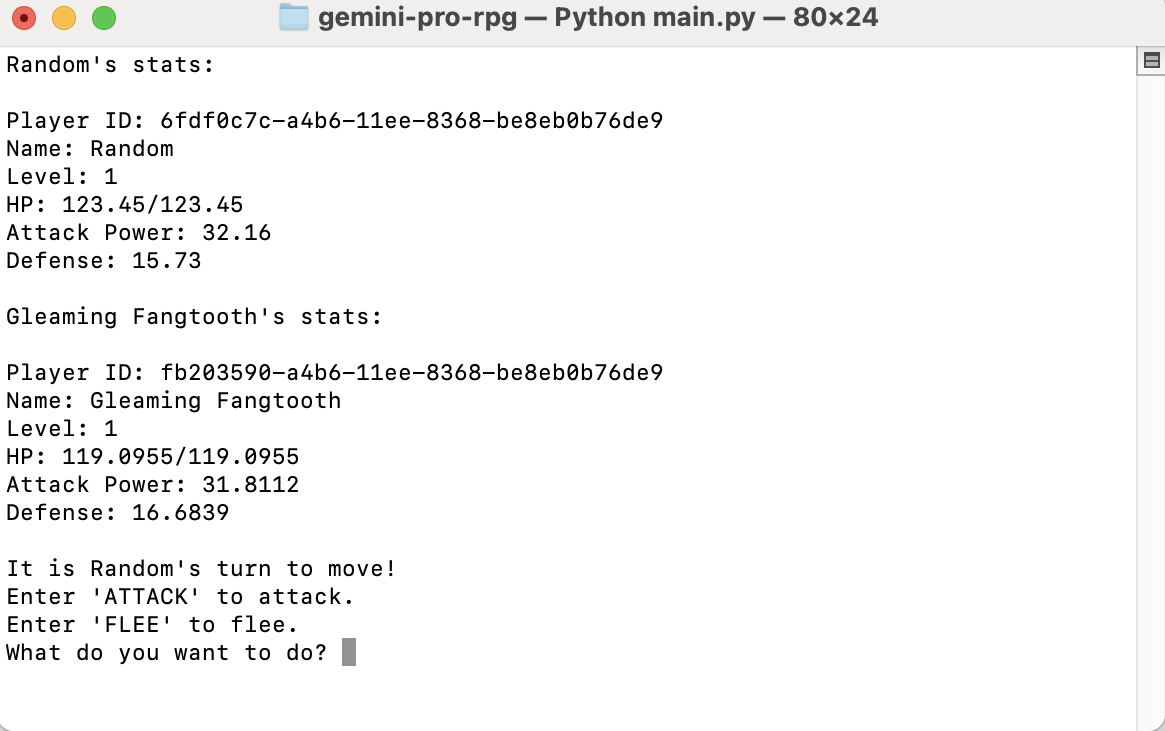 gemini-pro-rpg — Python main.py — 80×24
Random's stats:
Player ID: 6fdf0c7c-a4b6-11ee-8368-be8eb0b76de9
Name: Random
Level: 1
HP: 123.45/123.45
Attack Power: 32.16
Defense: 15.73
Gleaming Fangtooth's stats:
Player ID: fb203590-a4b6-11ee-8368-be8eb0b76de9
Name: Gleaming Fangtooth
Level: 1
HP: 119.0955/119.0955
Attack Power: 31.8112
Defense: 16.6839
It is Random's turn to move!
Enter 'ATTACK' to attack.
Enter 'FLEE' to flee.
What do you want to do?